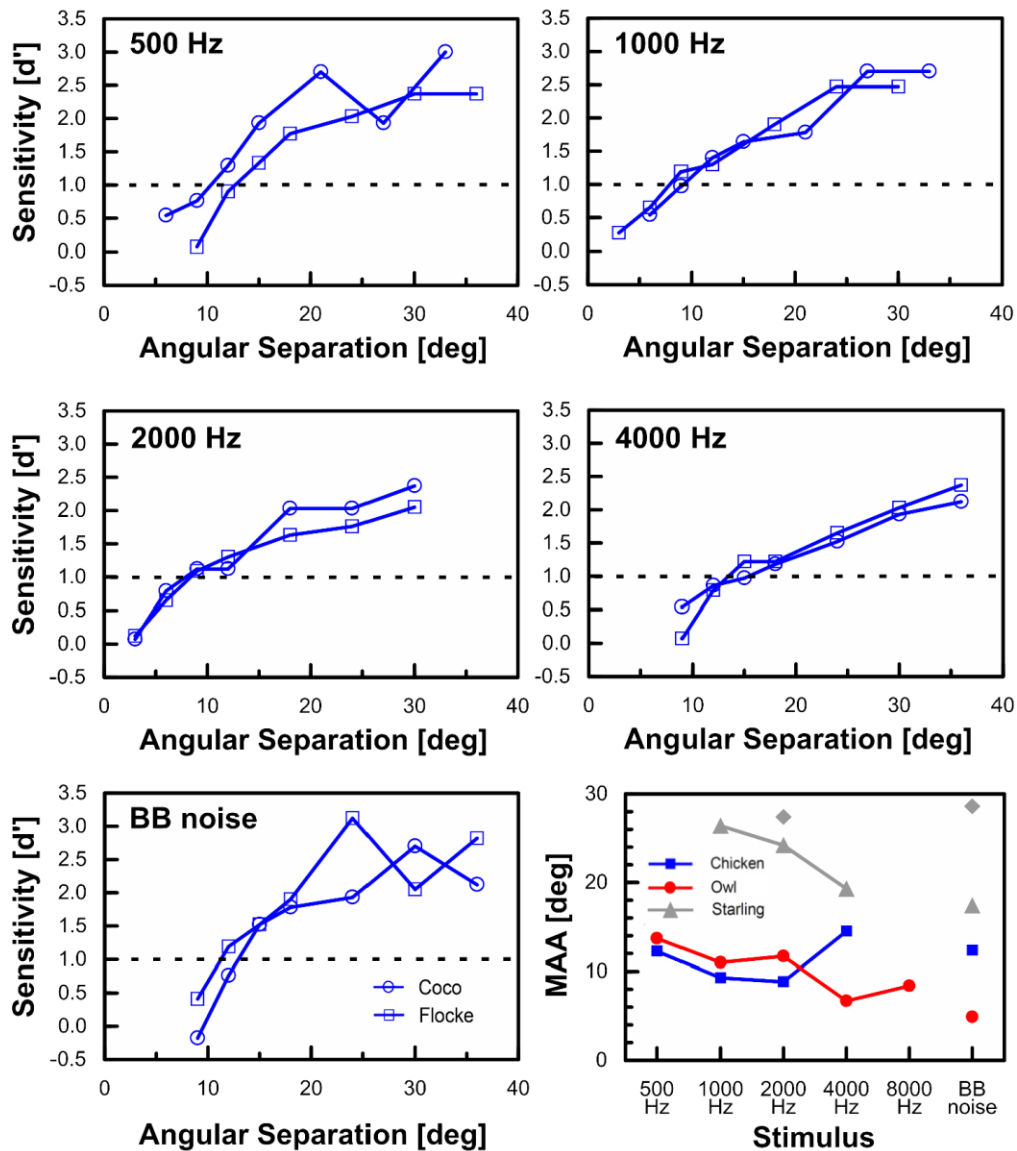 500 Hz
Sensitivity [d']
3.5
3.0
2.5
2.0
1.5
1.0
0.5
0.0
-0.5
0 10 20 30 40
Angular Separation [deg]
1000 Hz
3.5
3.0
2.5
2.0
1.5
1.0
0.5
0.0
-0.5
0 10 20 30 40
Angular Separation [deg]
2000 Hz
Sensitivity [d']
3.5
3.0
2.5
2.0
1.5
1.0
0.5
0.0
-0.5
0 10 20 30 40
Angular Separation [deg]
4000 Hz
3.5
3.0
2.5
2.0
1.5
1.0
0.5
0.0
-0.5
0 10 20 30 40
Angular Separation [deg]
BB noise
Sensitivity [d']
3.5
3.0
2.5
2.0
1.5
1.0
0.5
0.0
-0.5
Coco
Flocke
0 10 20 30 40
Angular Separation [deg]
MAA [deg]
30
20
10
0
Chicken
Owl
Starling
500 1000 2000 4000 8000 BB
Hz Hz Hz Hz Hz noise
Stimulus